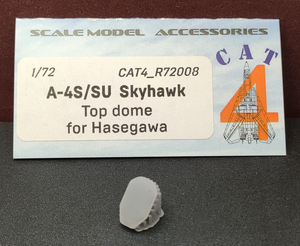 SCALE MODEL ACCESSORIES
CAT
4
1/72 CAT4_R72008
A-4S/SU Skyhawk
Top dome
for Hasegawa